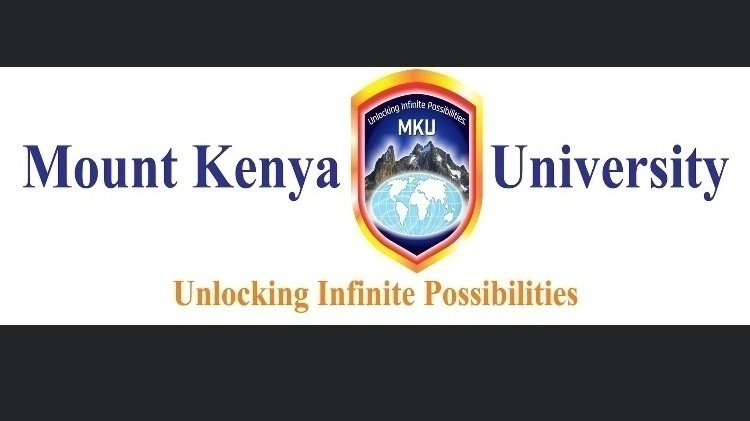 Mount Kenya University
Unlocking Infinite Possibilities.
MKU
Unlocking Infinite Possibilities